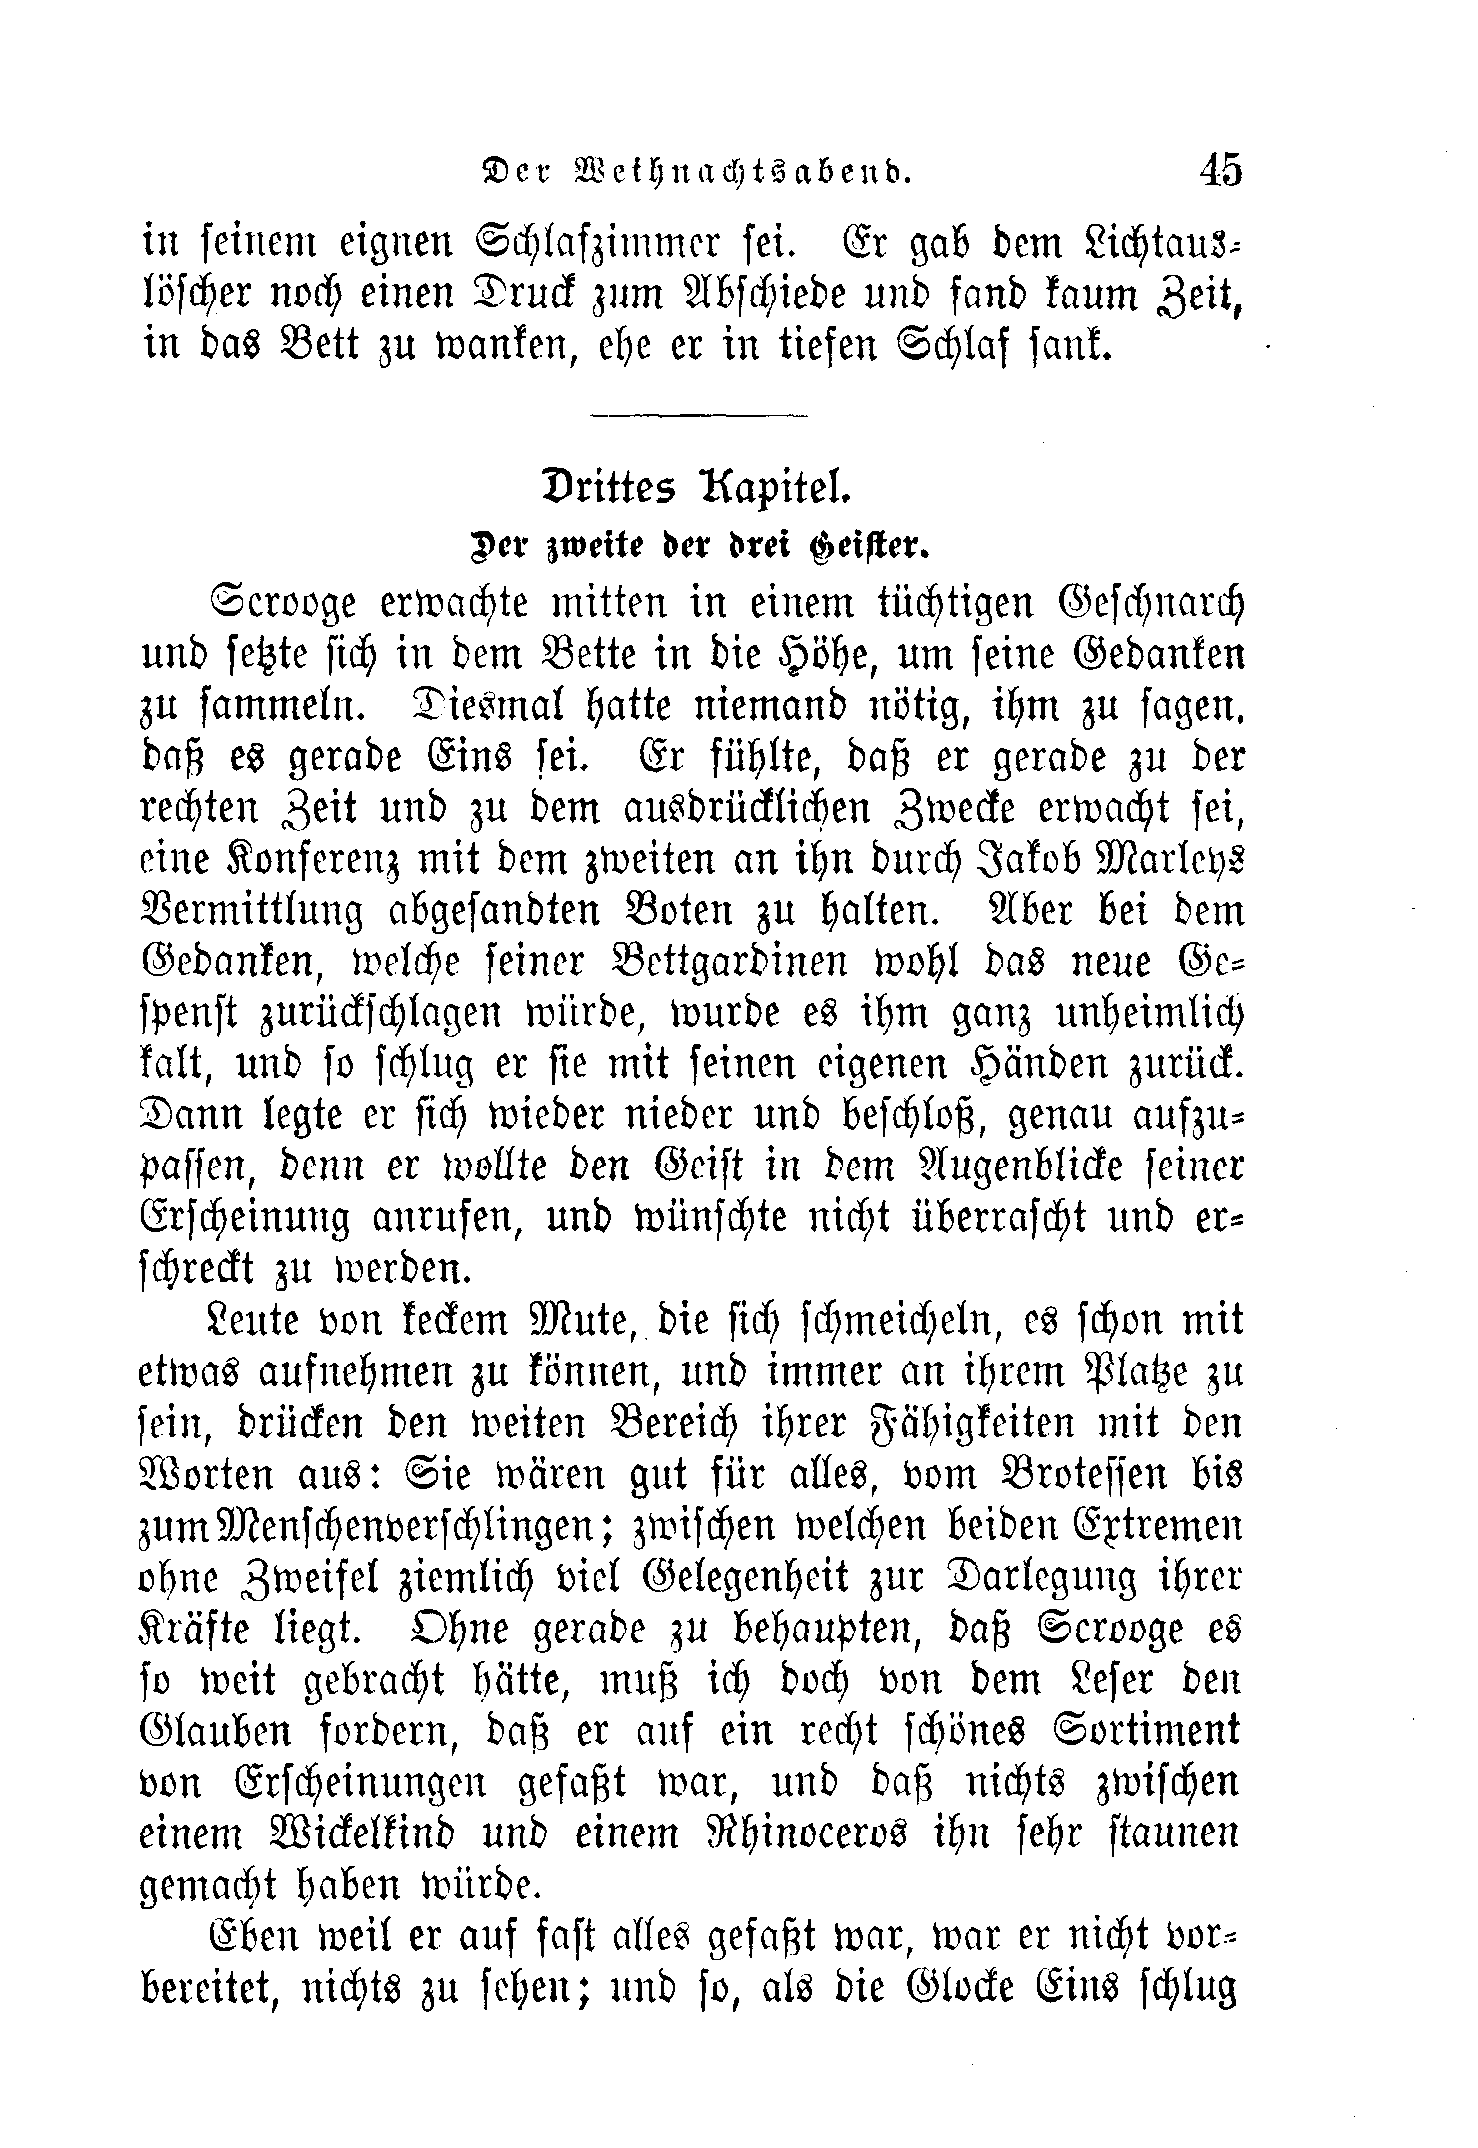 Der Weihnachtsabend. 45
in seinem eignen Schlafzimmer sei. Er gab dem Lichtaus-
löscher noch einen Druck zum Abschiede und fand kaum Zeit,
in das Bett zu wanken, ehe er in tiefen Schlaf sank.
Drittes Kapitel.
Der zweite der drei Geister.
Scrooge erwachte mitten in einem tüchtigen Geschnarch
und setzte sich in dem Bette in die Höhe, um seine Gedanken
zu sammeln. Diesmal hatte niemand nötig, ihm zu sagen,
daß es gerade Eins sei. Er fühlte, daß er gerade zu der
rechten Zeit und zu dem ausdrücklichen Zwecke erwacht sei,
eine Konferenz mit dem zweiten an ihn durch Jakob Marleys
Vermittlung abgesandten Boten zu halten. Aber bei dem
Gedanken, welche seiner Bettgardinen wohl das neue Ge-
spenst zurückschlagen würde, wurde es ihm ganz unheimlich
kalt, und so schlug er sie mit seinen eigenen Händen zurück.
Dann legte er sich wieder nieder und beschloß, genau aufzu-
passen, denn er wollte den Geist in dem Augenblicke seiner
Erscheinung anrufen, und wünschte nicht überrascht und er-
schreckt zu werden.
Leute von keckem Mute, die sich schmeicheln, es schon mit
etwas aufnehmen zu können, und immer an ihrem Platze zu
sein, drücken den weiten Bereich ihrer Fähigkeiten mit den
Worten aus: Sie wären gut für alles, vom Brotessen bis
zum Menschenverschlingen; zwischen welchen beiden Extremen
ohne Zweifel ziemlich viel Gelegenheit zur Darlegung ihrer
Kräfte liegt. Ohne gerade zu behaupten, daß Scrooge es
so weit gebracht hätte, muß ich doch von dem Leser den
Glauben fordern, daß er auf ein recht schönes Sortiment
von Erscheinungen gefaßt war, und daß nichts zwischen
einem Wickelkind und einem Rhinoceros ihn sehr staunen
gemacht haben würde.
Eben weil er auf fast alles gefaßt war, war er nicht vor-
bereitet, nichts zu sehen; und so, als die Glocke Eins schlug